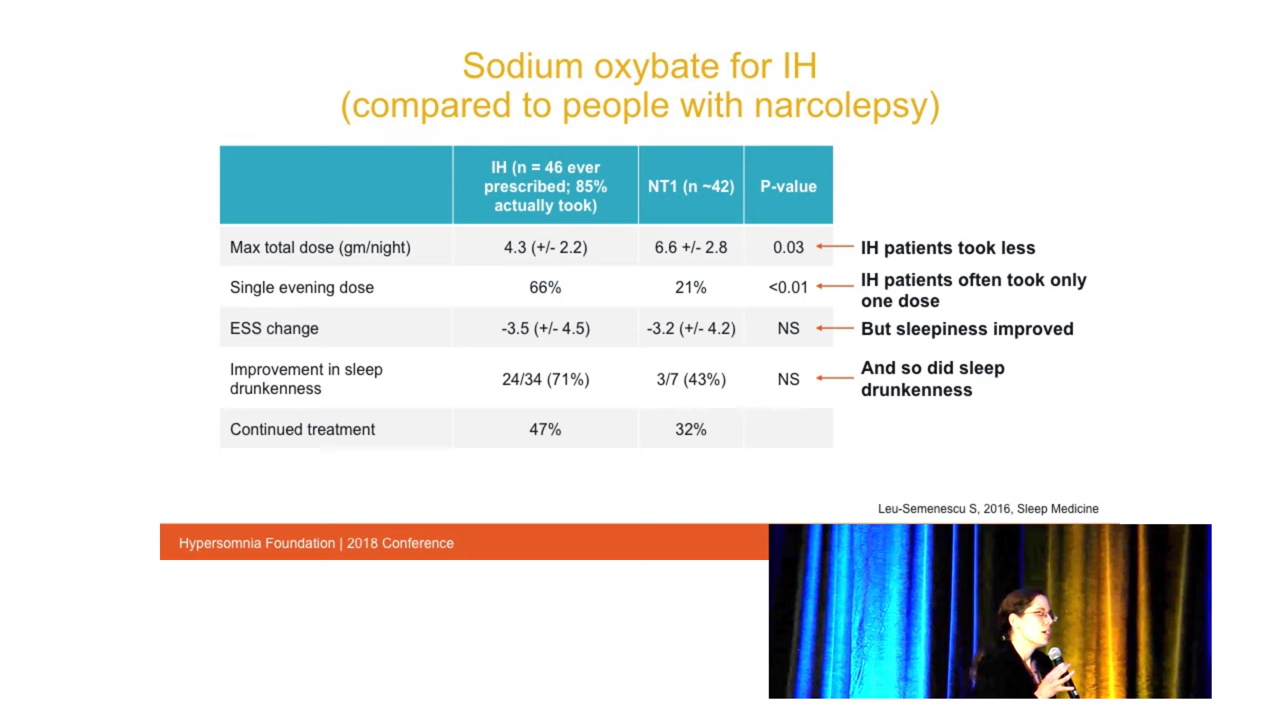 Sodium oxybate for IH
(compared to people with narcolepsy)
IH (n = 46 ever
prescribed; 85%
actually took)
NT1 (n ~42)
P-value
Max total dose (gm/night)
4.3 (+/- 2.2)
6.6 +/- 2.8
0.03
IH patients took less
Single evening dose
66%
21%
<0.01
IH patients often took only
one dose
ESS change
-3.5 (+/- 4.5)
-3.2 (+/- 4.2)
NS
But sleepiness improved
Improvement in sleep
drunkenness
24/34 (71%)
3/7 (43%)
NS
And so did sleep
drunkenness
Continued treatment
47%
32%
Leu-Semenescu S, 2016, Sleep Medicine
Hypersomnia Foundation | 2018 Conference